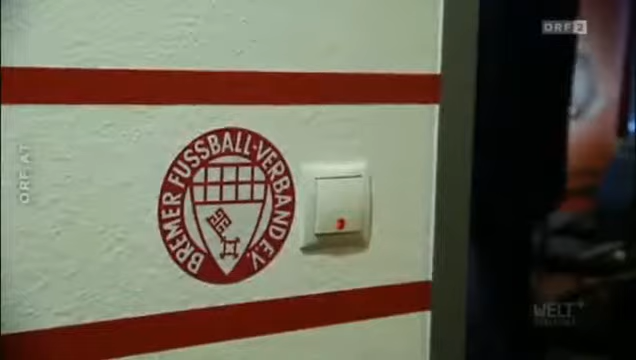 ORF 2
BREMER FUSSBALL-VERBAND E.V.
ORF.AT
WELT+